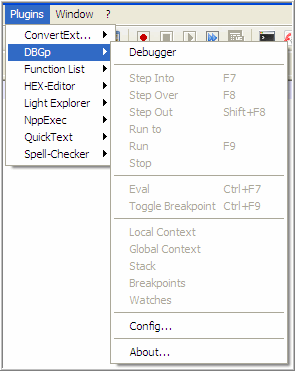 Plugins Window ?
ConvertExt...
DBGp
Function List
HEX-Editor
Light Explorer
NppExec
QuickText
Spell-Checker
Debugger
Step Into F7
Step Over F8
Step Out Shift+F8
Run to
Run F9
Stop
Eval Ctrl+F7
Toggle Breakpoint Ctrl+F9
Local Context
Global Context
Stack
Breakpoints
Watches
Config...
About...